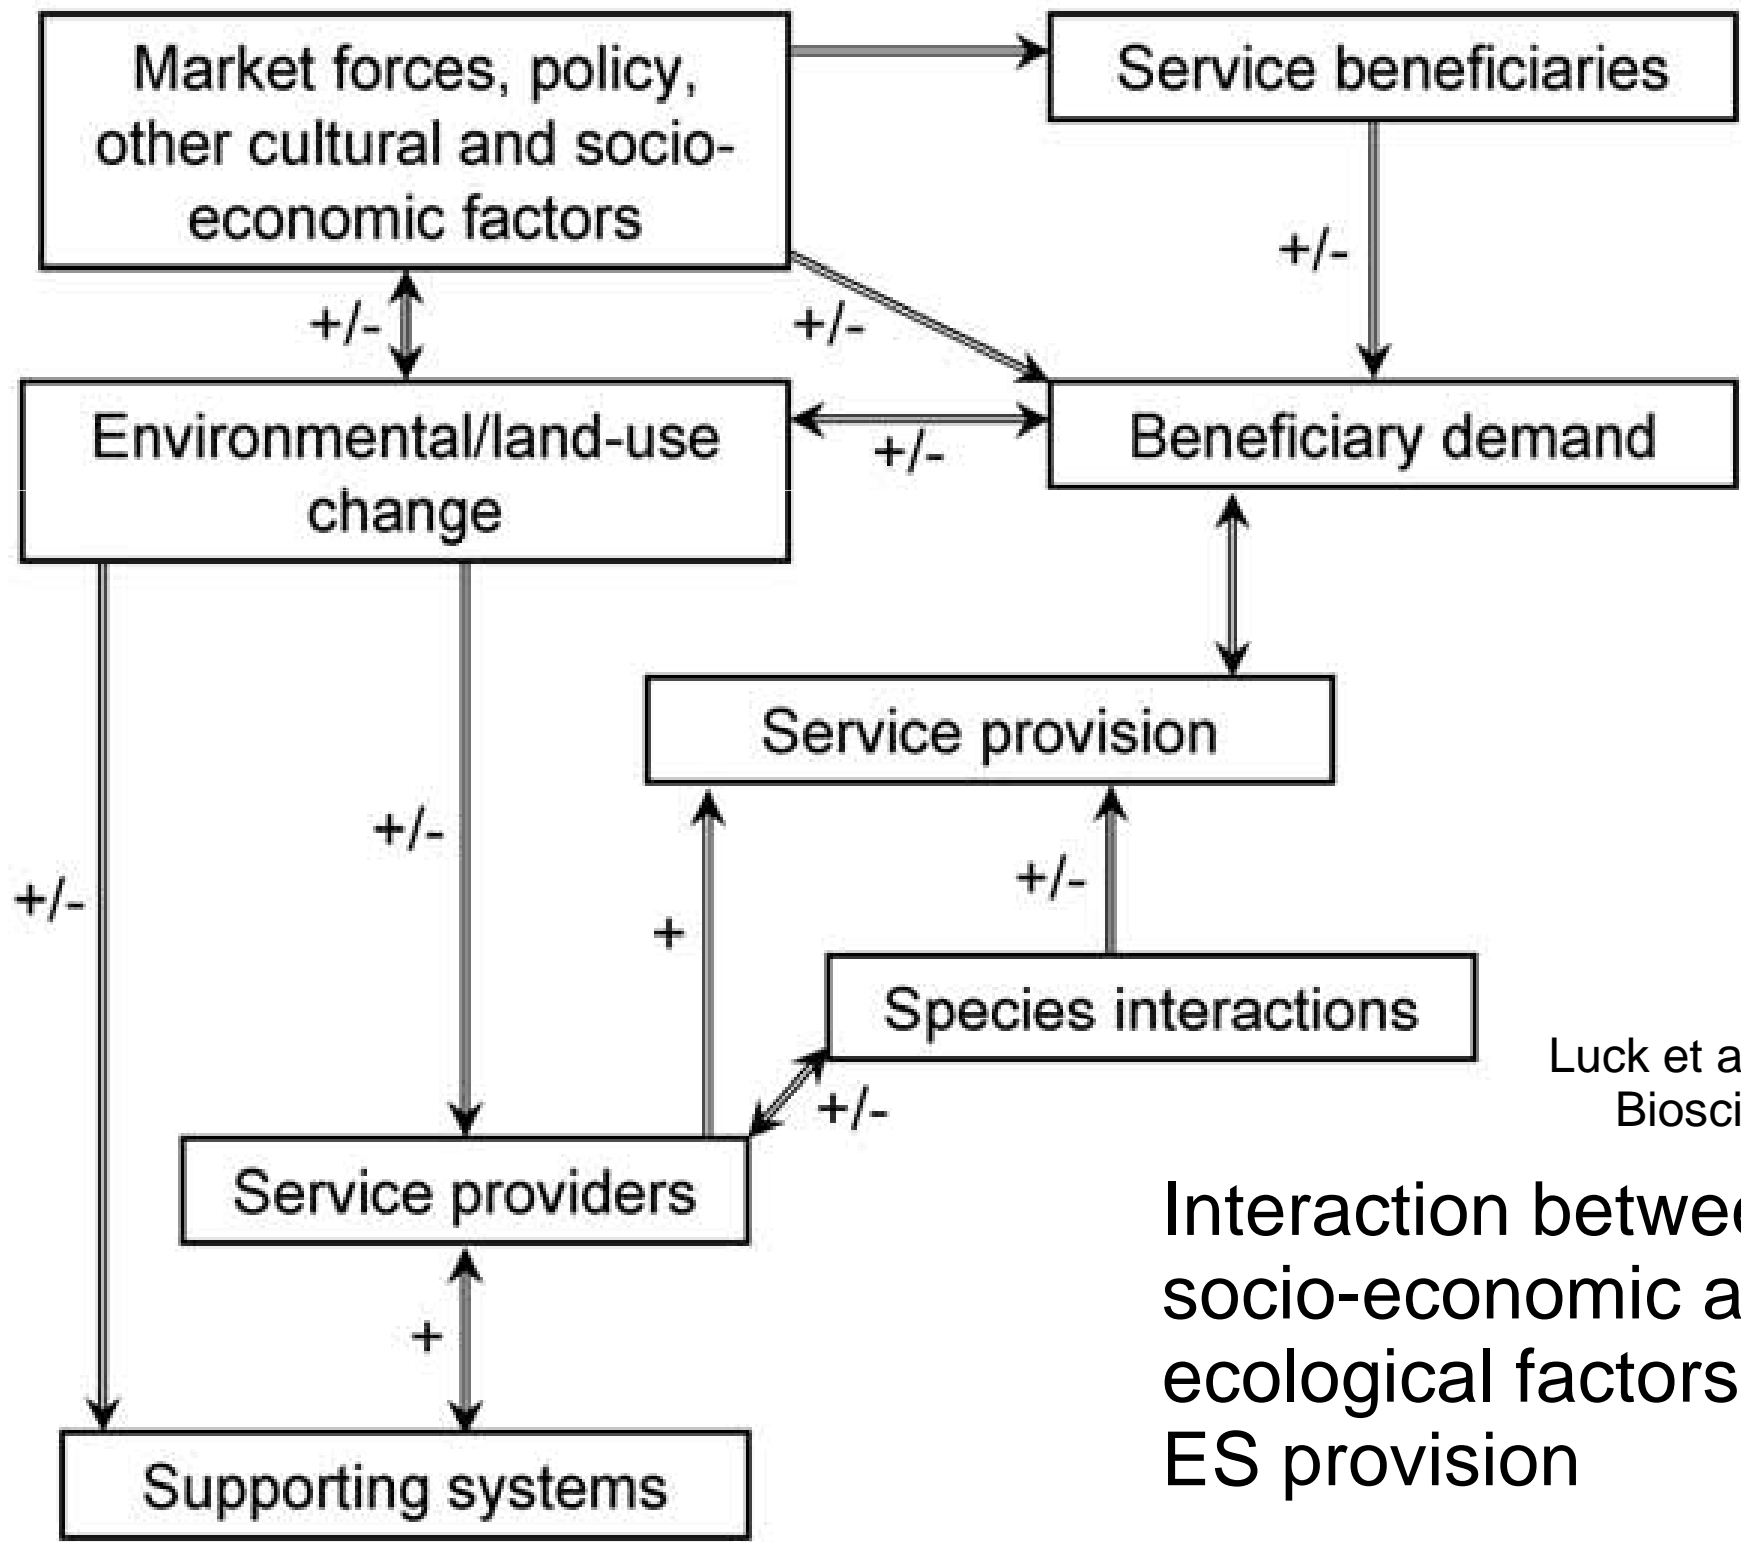 Market forces, policy,
other cultural and socio-
economic factors
Service beneficiaries
+/-
+/-
+/-
Environmental/land-use
change
+/-
Beneficiary demand
Service provision
+/-
+/-
+
+/-
Species interactions
+/-
Luck et a
Biosci
Service providers
Interaction betwee
socio-economic a
ecological factors
ES provision
+
Supporting systems